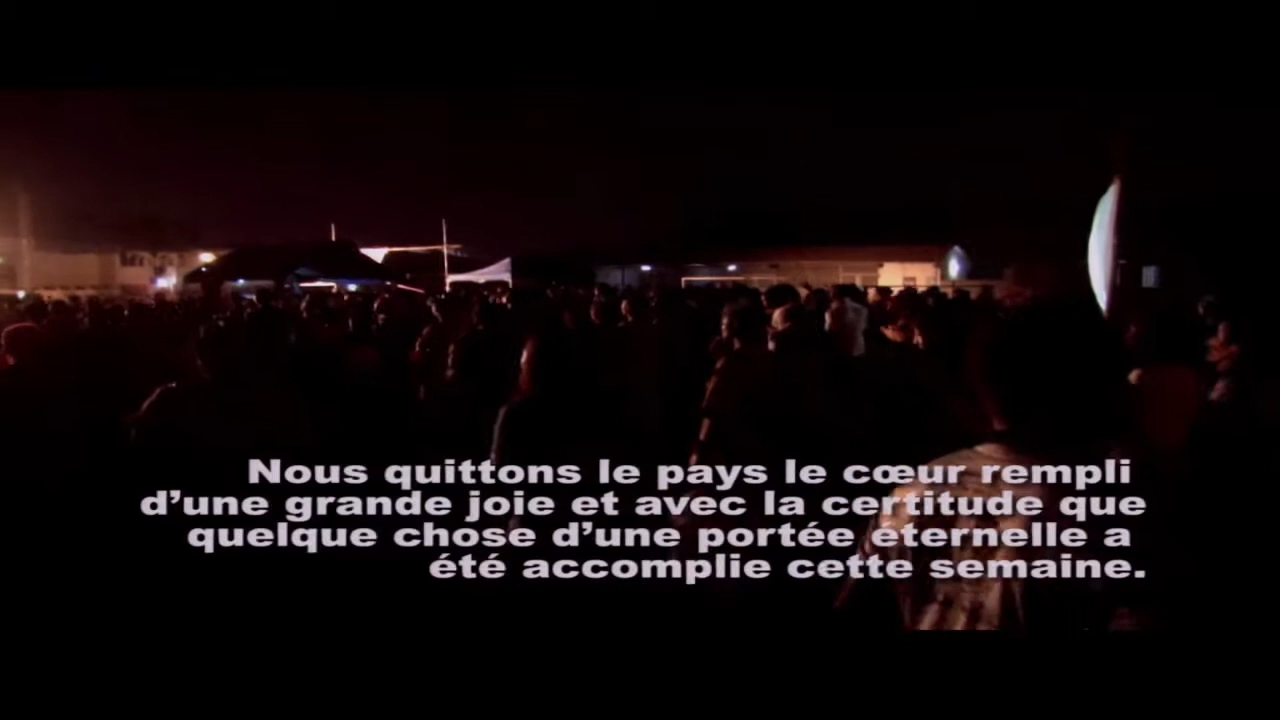 Nous quittons le pays le cœur rempli
d’une grande joie et avec la certitude que
quelque chose d’une portée éternelle a
été accomplie cette semaine.